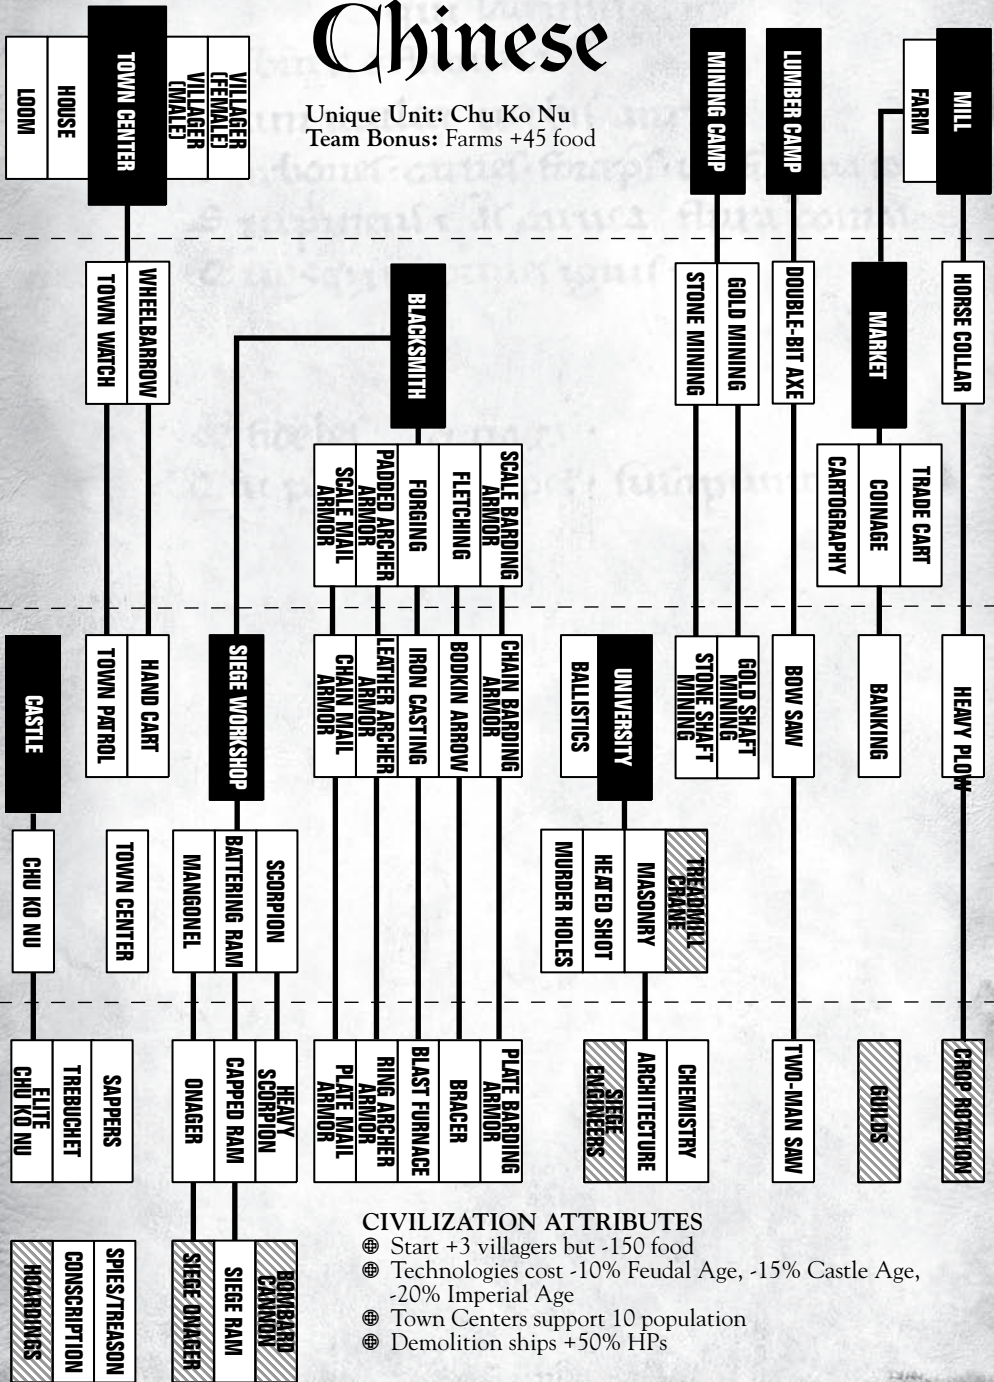 Chinese
Unique Unit: Chu Ko Nu
Team Bonus: Farms +45 food
TOWN CENTER
VILLAGER
(FEMALE)
VILLAGER
(MALE)
HOUSE
LOOM
MINING CAMP
LUMBER CAMP
MILL
FARM
WHEELBARROW
TOWN WATCH
BLACKSMITH
GOLD MINING
STONE MINING
DOUBLE-BIT AXE
MARKET
HORSE COLLAR
SCALE BARDING
ARMOR
FLETCHING
FORGING
PADDED ARCHER
ARMOR
SCALE MAIL
ARMOR
TRADE CART
COINAGE
CARTOGRAPHY
CASTLE
HAND CART
TOWN PATROL
SIEGE WORKSHOP
CHAIN BARDING
ARMOR
BODKIN ARROW
IRON CASTING
LEATHER ARCHER
ARMOR
CHAIN MAIL
ARMOR
UNIVERSITY
BALLISTICS
GOLD SHAFT
MINING
STONE SHAFT
MINING
BOW SAW
BANKING
HEAVY PLOW
CHU KO NU
TOWN CENTER
SCORPION
BATTERING RAM
MANGONEL
TREADMILL
CRANE
MASONRY
HEATED SHOT
MURDER HOLES
SAPPERS
TREBUCHET
ELITE
CHU KO NU
HEAVY
SCORPION
CAPPED RAM
ONAGER
PLATE BARDING
ARMOR
BRACER
BLAST FURNACE
RING ARCHER
ARMOR
PLATE MAIL
ARMOR
CHEMISTRY
ARCHITECTURE
SIEGE
ENGINEERS
TWO-MAN SAW
GUILDS
CROP ROTATION
SPIES/TREASON
CONSCRIPTION
HOARDINGS
BOMBARD
CANNON
SIEGE RAM
SIEGE ONAGER
CIVILIZATION ATTRIBUTES
Start +3 villagers but -150 food
Technologies cost -10% Feudal Age, -15% Castle Age,
-20% Imperial Age
Town Centers support 10 population
Demolition ships +50% HPs